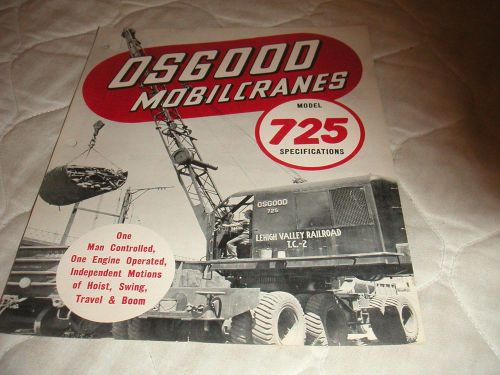 OSGOOD
MOBILCRANES
MODEL
725
SPECIFICATIONS
OSGOOD
725
LEHIGH VALLEY RAILROAD
T.C.-2
One
Man Controlled,
One Engine Operated,
Independent Motions
of Hoist, Swing,
Travel & Boom